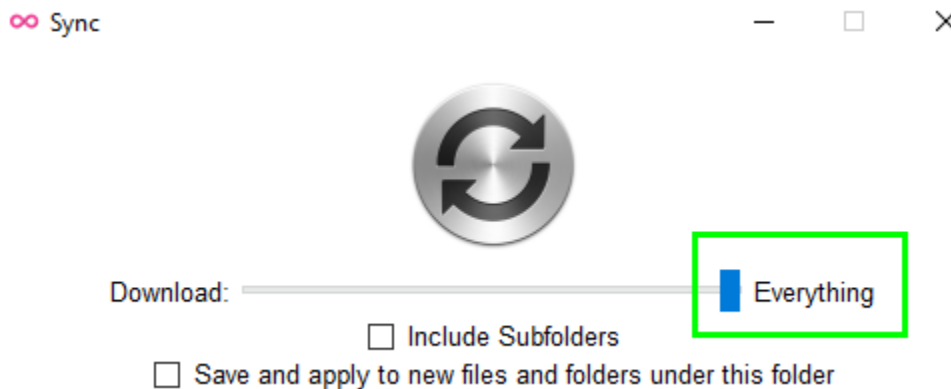 Sync
Download: Everything
Include Subfolders
Save and apply to new files and folders under this folder